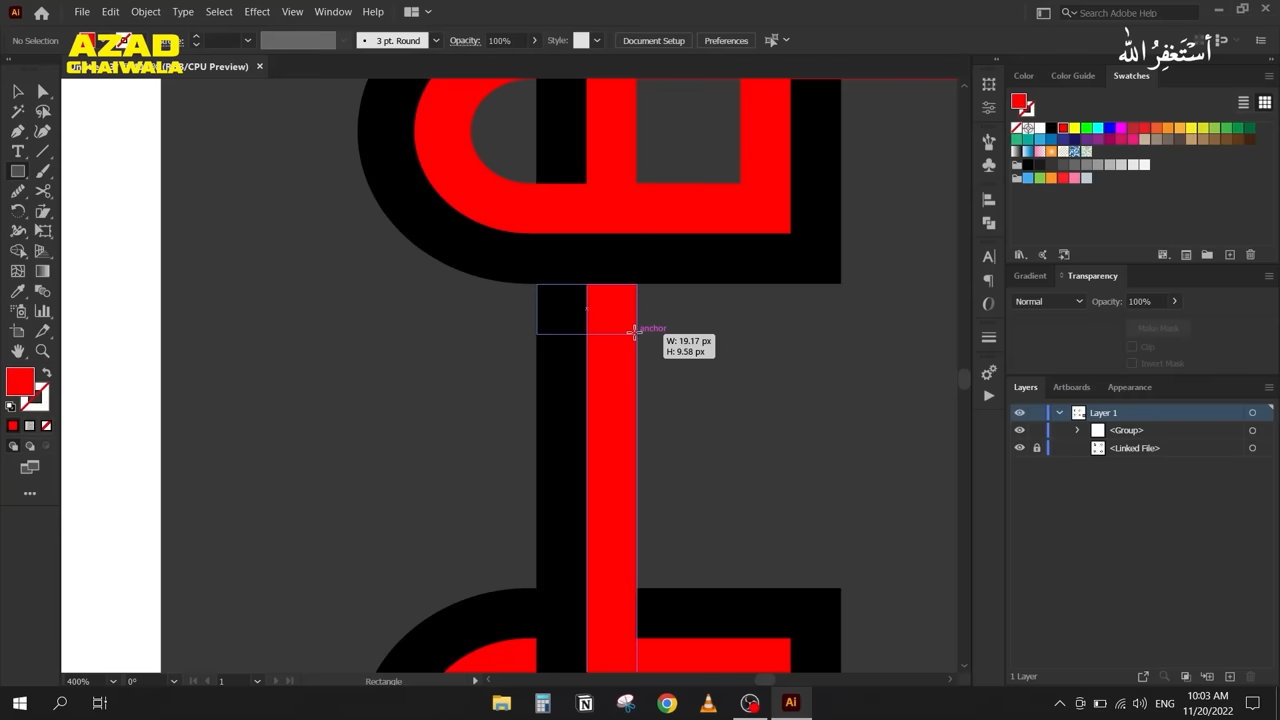 File Edit Object Type Select Effect View Window Help
Search Adobe Help
No Selection
3 pt. Round
Opacity: 100%
Style:
Document Setup
Preferences
AZAD
CHAIWALA
أستغفر الله
(RGB/CPU Preview)
Color
Color Guide
Swatches
anchor
W: 19.17 px
H: 9.58 px
Gradient
Transparency
Normal
Opacity: 100%
Make Mask
Clip
Invert Mask
Layers
Artboards
Appearance
Layer 1
<Group>
<Linked File>
400%
0°
1
Rectangle
1 Layer
ENG
10:03 AM
11/20/2022